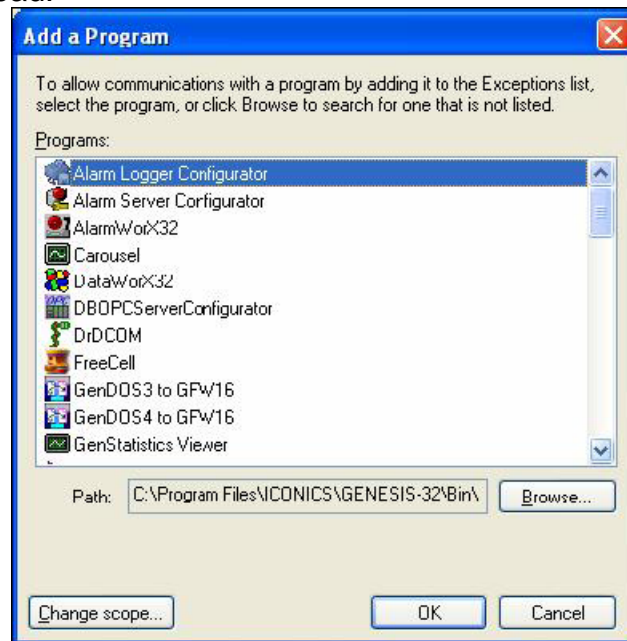 Add a Program
To allow communications with a program by adding it to the Exceptions list,
select the program, or click Browse to search for one that is not listed.
Programs:
Alarm Logger Configurator
Alarm Server Configurator
AlarmWorX32
Carousel
DataWorX32
DBOPCServerConfigurator
DrDCOM
FreeCell
GenDOS3 to GFW16
GenDOS4 to GFW16
GenStatistics Viewer
Path: C:\Program Files\ICONICS\GENESIS-32\Bin\ Browse...
Change scope... OK Cancel